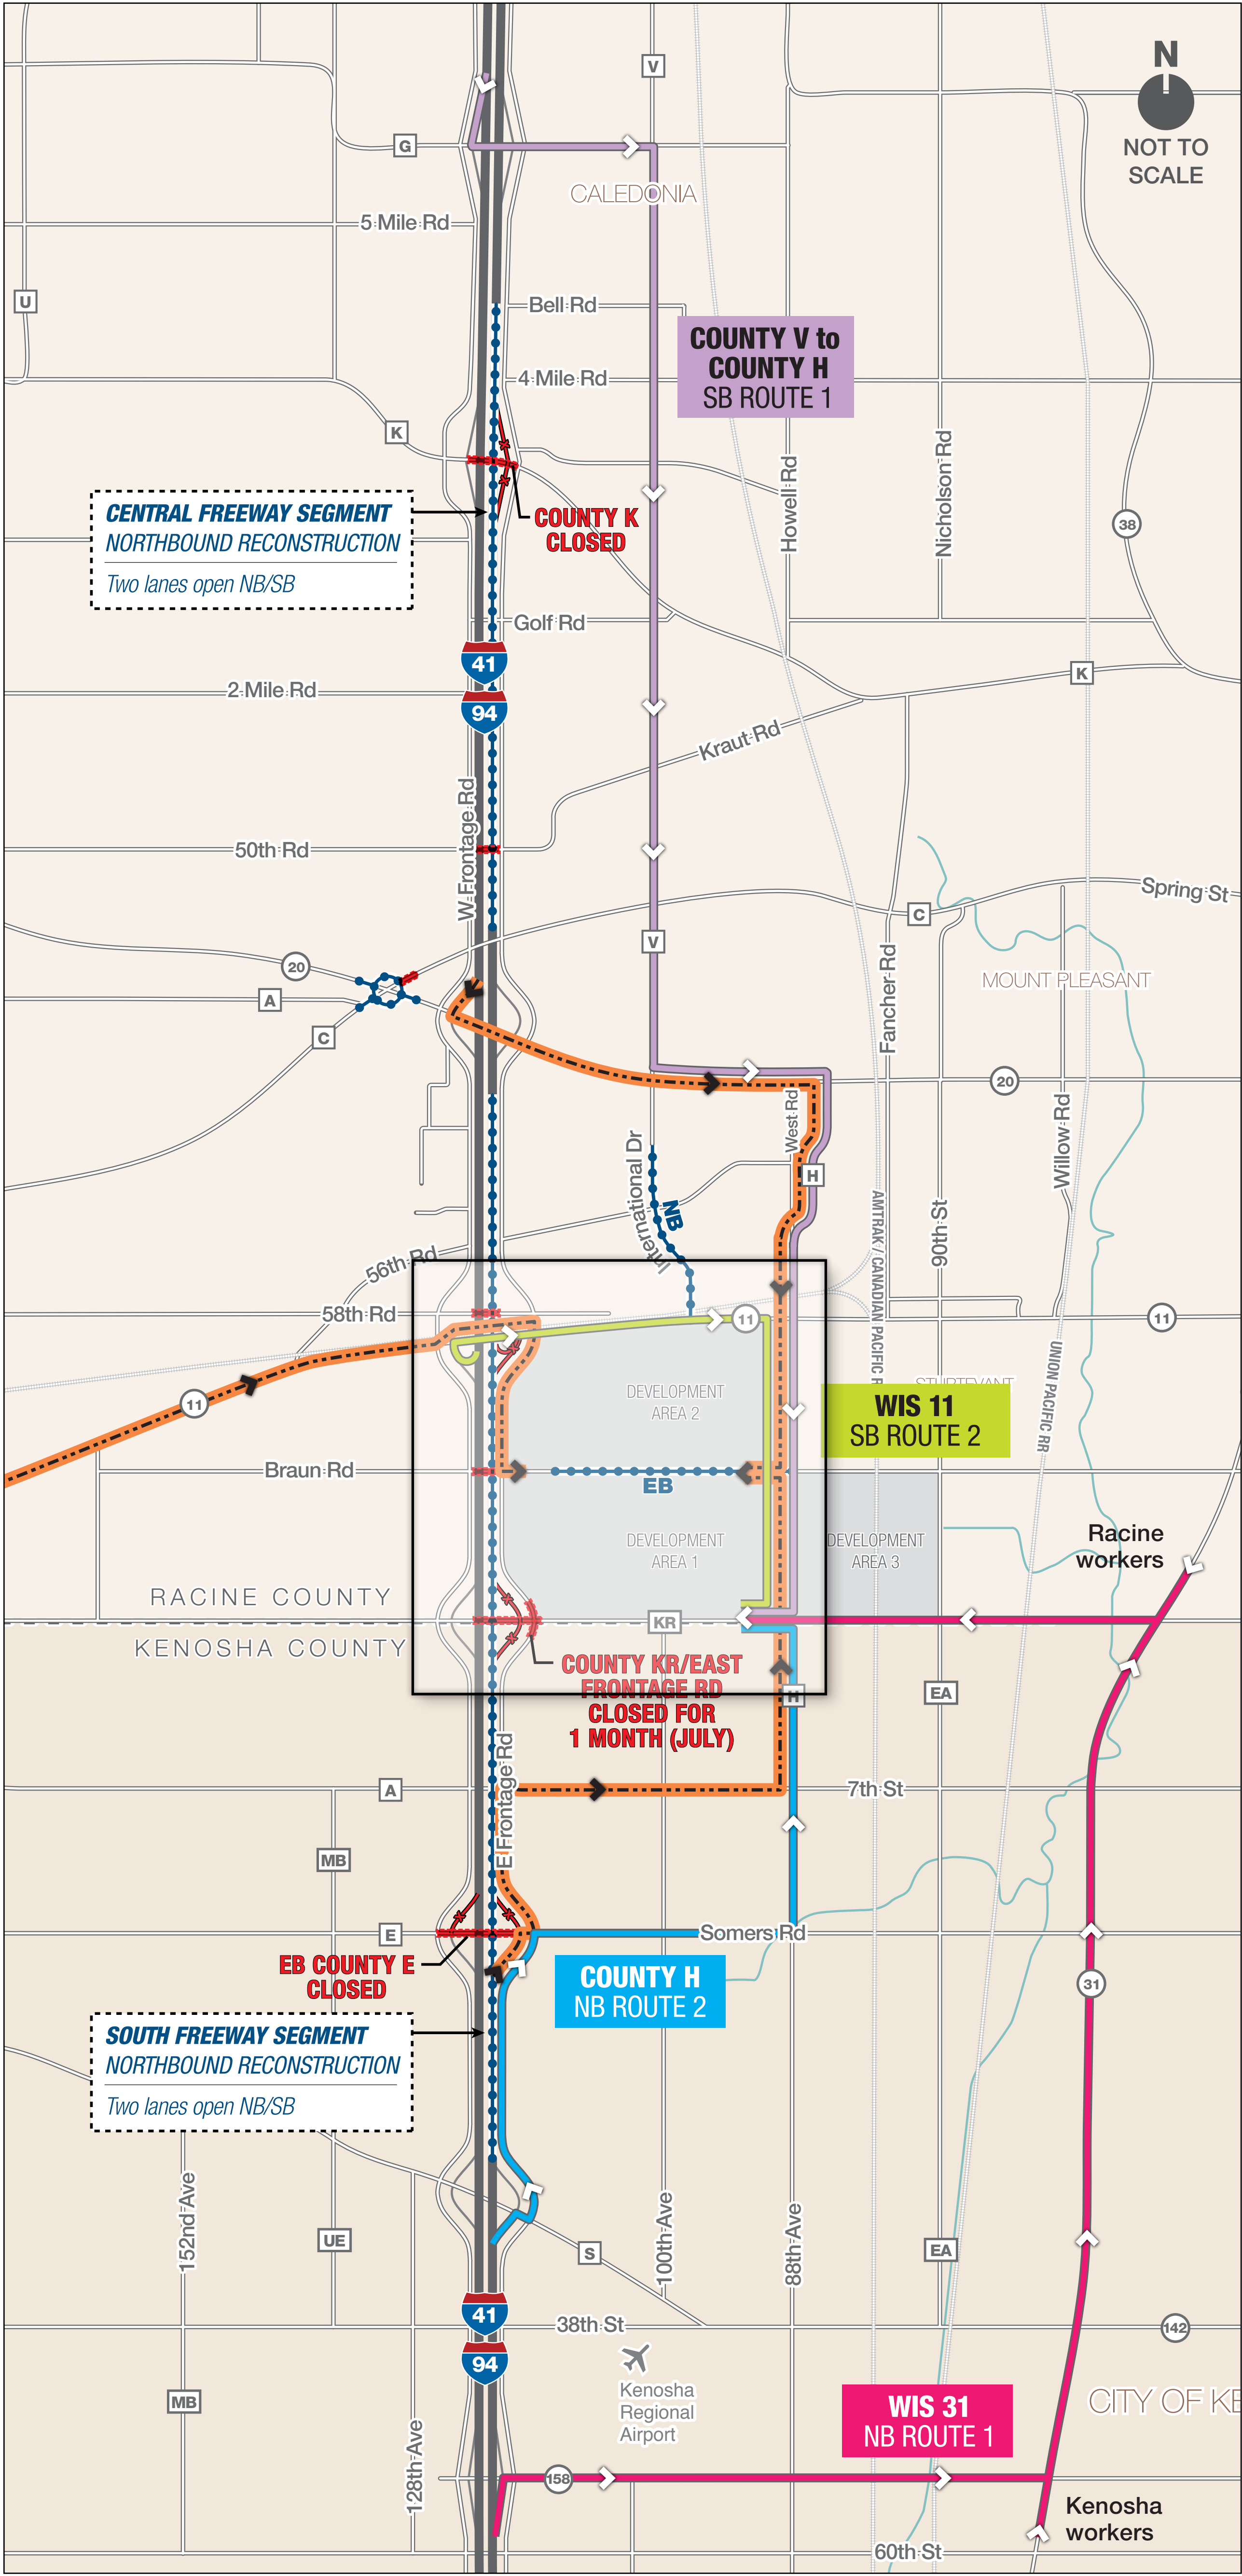 N
NOT TO
SCALE
V
G
CALEDONIA
5 Mile Rd
U
Bell Rd
COUNTY V to
COUNTY H
SB ROUTE 1
4 Mile Rd
K
Howell Rd
Nicholson Rd
38
CENTRAL FREEWAY SEGMENT
NORTHBOUND RECONSTRUCTION
Two lanes open NB/SB
COUNTY K
CLOSED
Golf Rd
41
K
2 Mile Rd
94
Kraut Rd
W Frontage Rd
50th Rd
Spring St
C
V
20
A
MOUNT PLEASANT
C
Fancher Rd
20
West Rd
Willow Rd
International Dr
H
NB
AMTRAK / CANADIAN PACIFIC R
90th St
56th Rd
58th Rd
11
11
UNION PACIFIC RR
11
DEVELOPMENT
AREA 2
STURTEVANT
WIS 11
SB ROUTE 2
Braun Rd
EB
DEVELOPMENT
AREA 1
DEVELOPMENT
AREA 3
Racine
workers
RACINE COUNTY
KENOSHA COUNTY
KR
COUNTY KR/EAST
FRONTAGE RD
CLOSED FOR
1 MONTH (JULY)
H
EA
E Frontage Rd
A
7th St
MB
E
Somers Rd
EB COUNTY E
CLOSED
COUNTY H
NB ROUTE 2
31
SOUTH FREEWAY SEGMENT
NORTHBOUND RECONSTRUCTION
Two lanes open NB/SB
152nd Ave
UE
S
100th Ave
88th Ave
EA
41
38th St
142
94
Kenosha
Regional
Airport
MB
CITY OF KE
WIS 31
NB ROUTE 1
128th Ave
158
Kenosha
workers
60th St